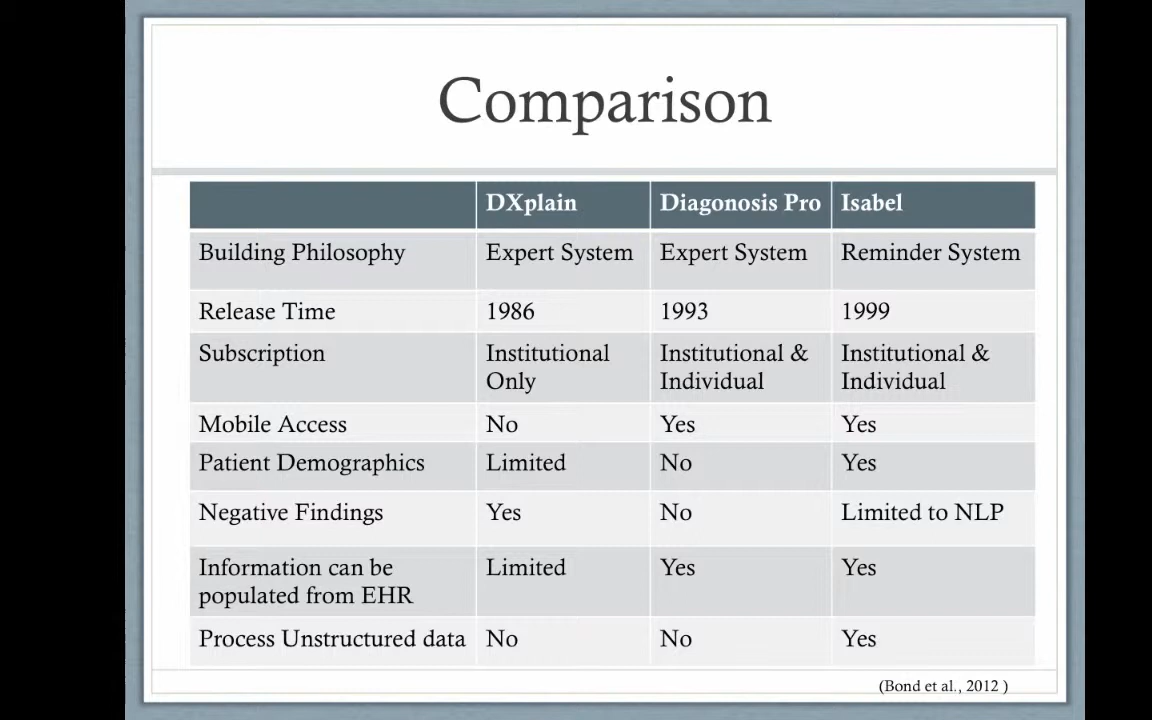 Comparison
DXplain Diagonosis Pro Isabel
Building Philosophy Expert System Expert System Reminder System
Release Time 1986 1993 1999
Subscription Institutional Only Institutional & Individual Institutional & Individual
Mobile Access No Yes Yes
Patient Demographics Limited No Yes
Negative Findings Yes No Limited to NLP
Information can be populated from EHR Limited Yes Yes
Process Unstructured data No No Yes
(Bond et al., 2012 )